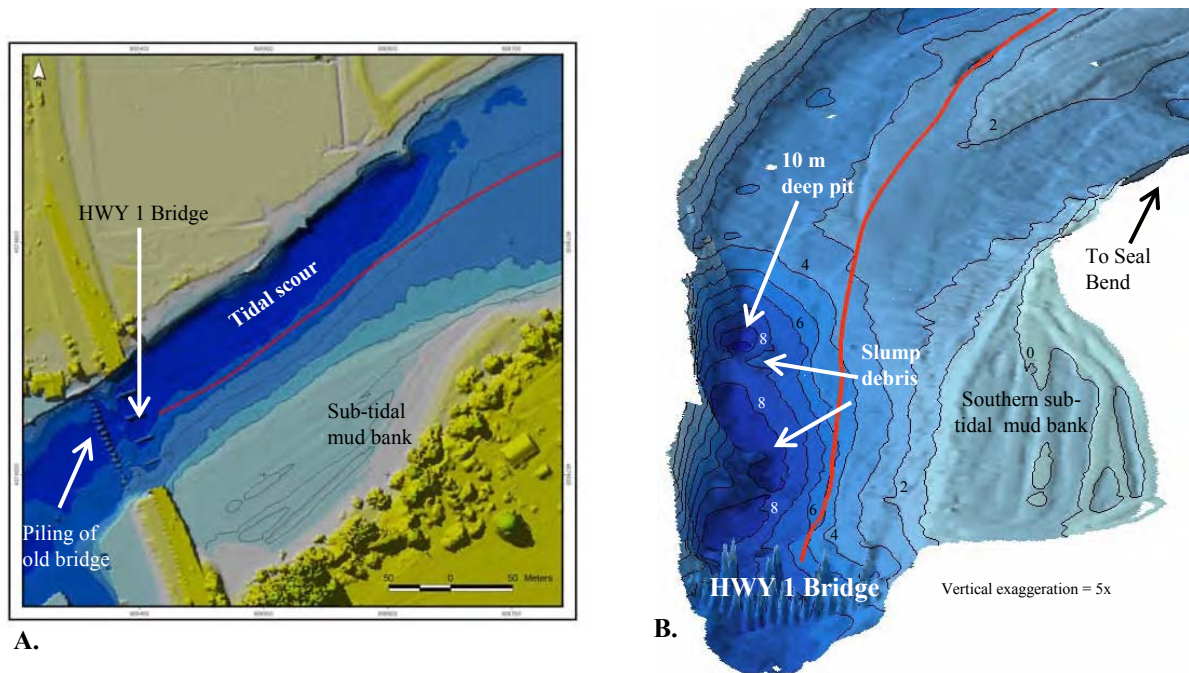 N
HWY 1 Bridge
Tidal scour
Sub-tidal
mud bank
Piling of
old bridge
50 0 50 Meters
A.
10 m
deep pit
2
To Seal
Bend
4
6
8
Slump
debris
0
8
Southern sub-
tidal mud bank
2
8
6
4
HWY 1 Bridge
Vertical exaggeration = 5x
B.